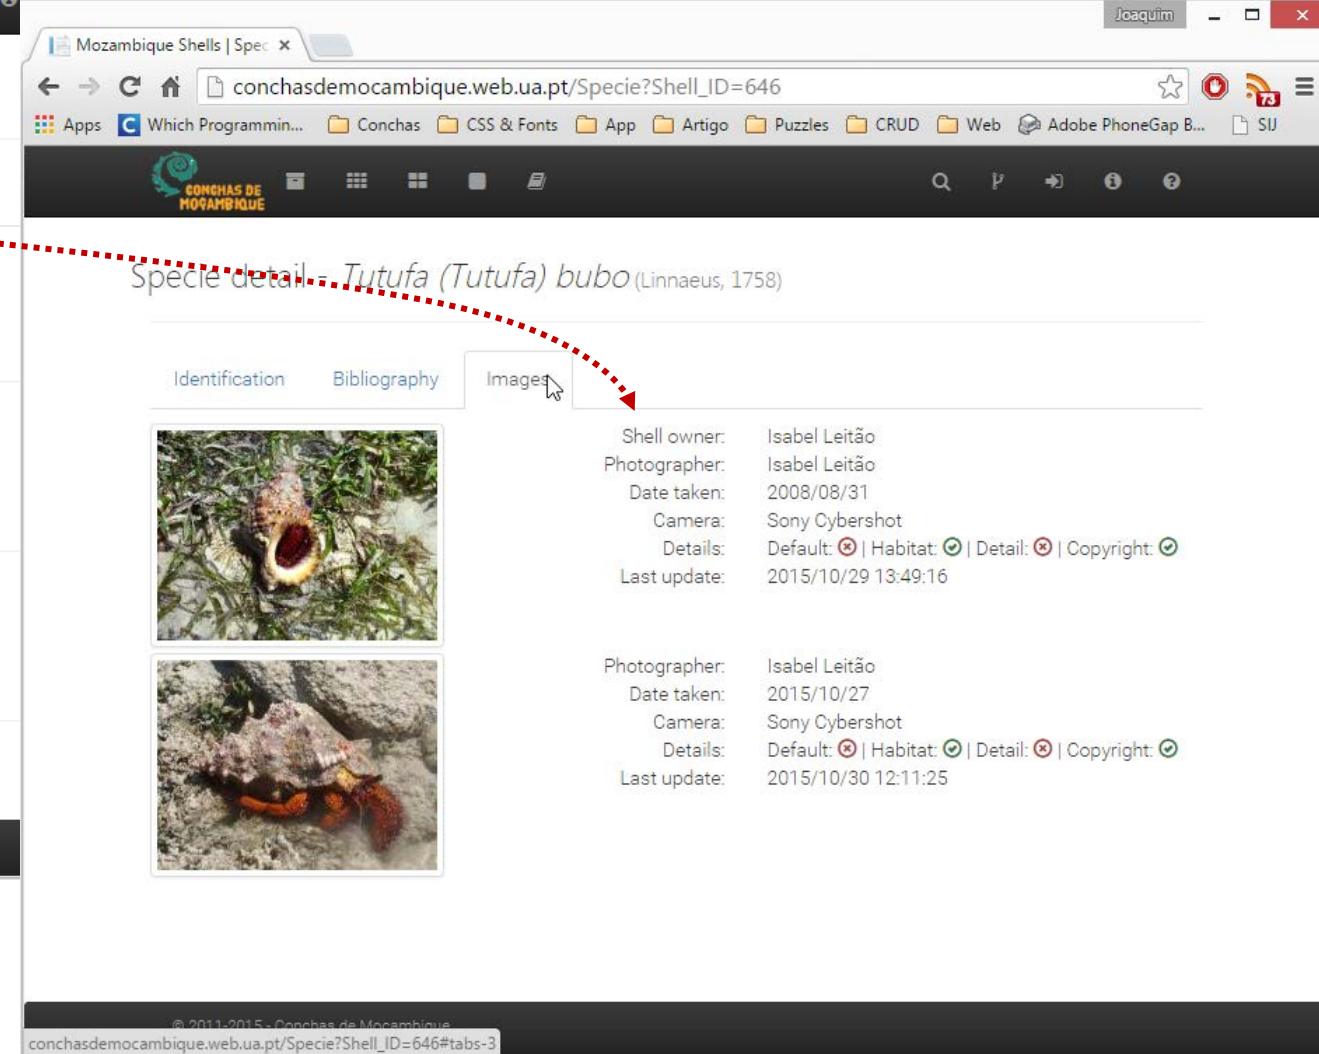 Joaquim
Mozambique Shells | Spec
conchasdemocambique.web.ua.pt/Specie?Shell_ID=646
73
Apps C Which Programmin... Conchas CSS & Fonts App Artigo Puzzles CRUD Web Adobe PhoneGap B... SIJ
CONCHAS DE
MOÇAMBIQUE
Specie detail - Tutufa (Tutufa) bubo (Linnaeus, 1758)
Identification Bibliography Images
Shell owner: Isabel Leitão
Photographer: Isabel Leitão
Date taken: 2008/08/31
Camera: Sony Cybershot
Details: Default: | Habitat: | Detail: | Copyright:
Last update: 2015/10/29 13:49:16
Photographer: Isabel Leitão
Date taken: 2015/10/27
Camera: Sony Cybershot
Details: Default: | Habitat: | Detail: | Copyright:
Last update: 2015/10/30 12:11:25
© 2011-2015 - Conchas de Moçambique
conchasdemocambique.web.ua.pt/Specie?Shell_ID=646#tabs-3